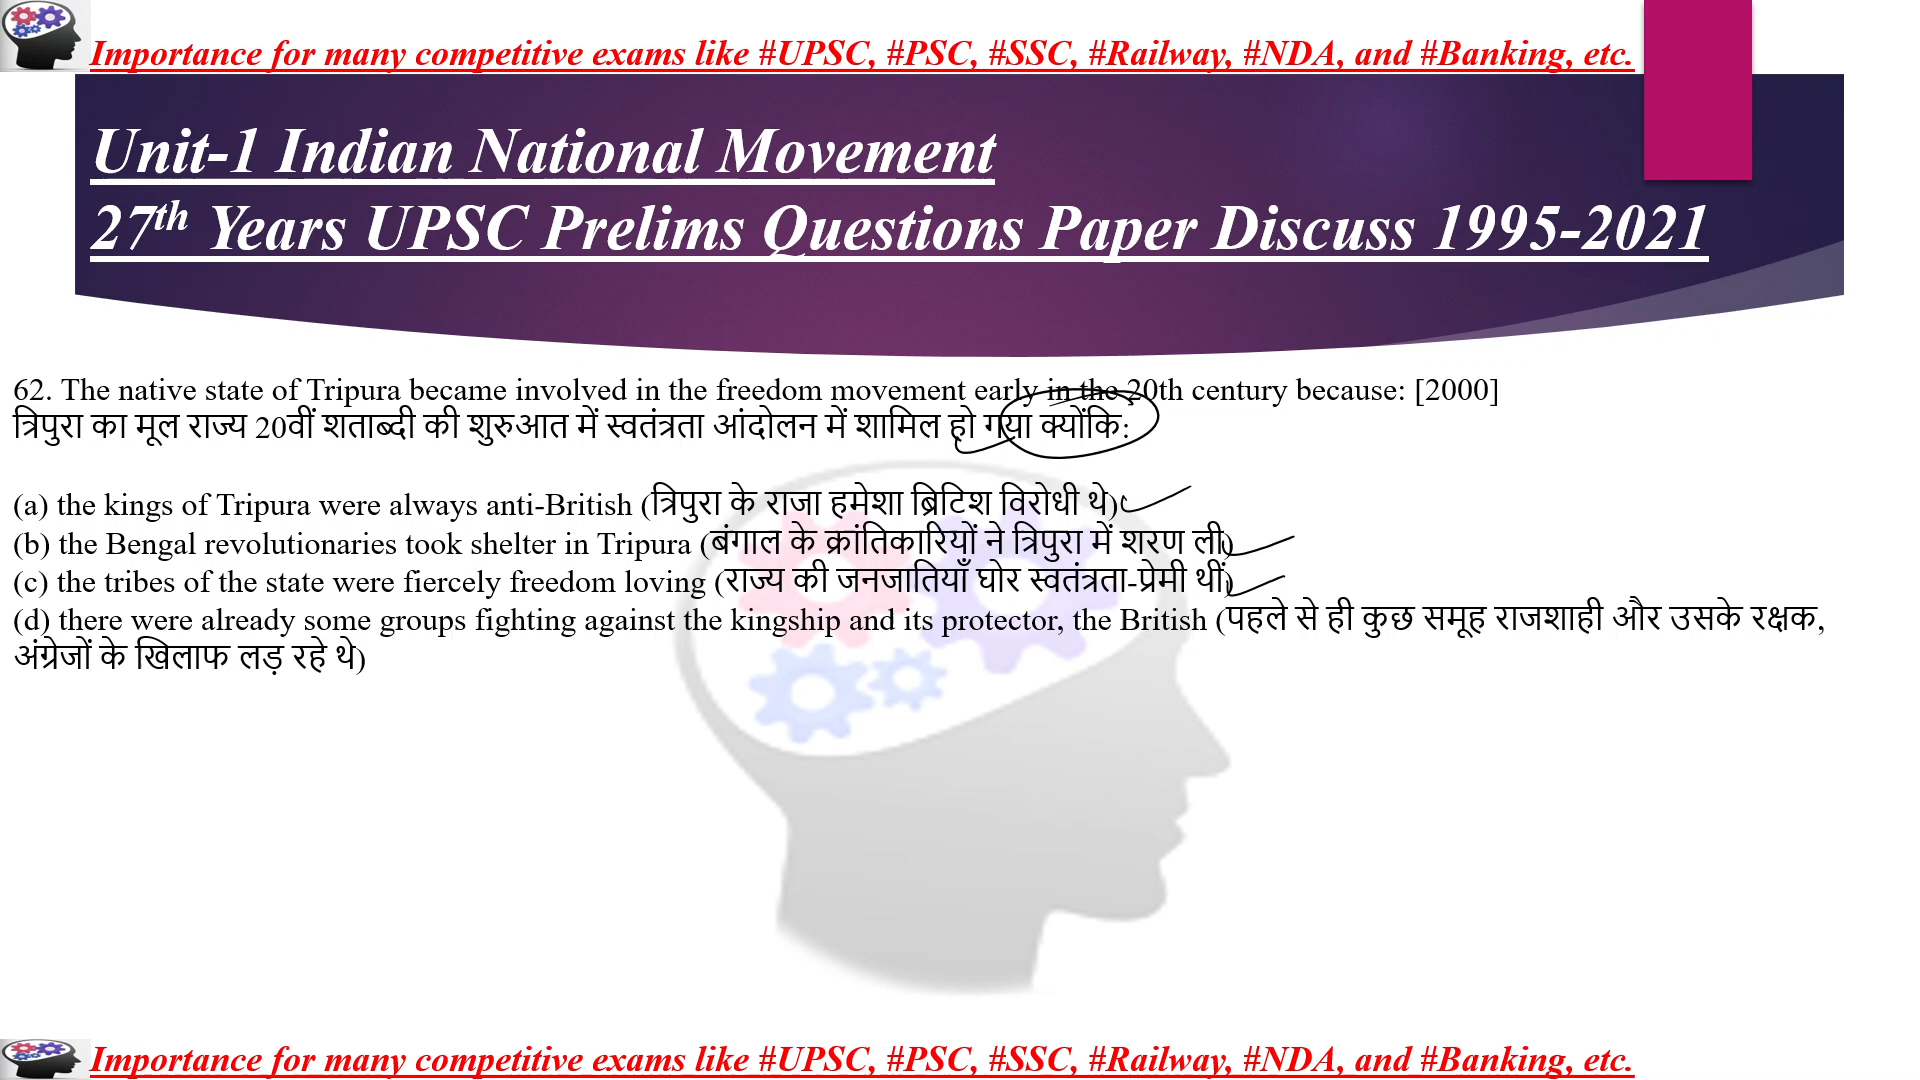 Importance for many competitive exams like #UPSC, #PSC, #SSC, #Railway, #NDA, and #Banking, etc.
Unit-1 Indian National Movement
27th Years UPSC Prelims Questions Paper Discuss 1995-2021
62. The native state of Tripura became involved in the freedom movement early in the 20th century because: [2000]
त्रिपुरा का मूल राज्य 20वीं शताब्दी की शुरुआत में स्वतंत्रता आंदोलन में शामिल हो गया क्योंकि:
(a) the kings of Tripura were always anti-British (त्रिपुरा के राजा हमेशा ब्रिटिश विरोधी थे)
(b) the Bengal revolutionaries took shelter in Tripura (बंगाल के क्रांतिकारियों ने त्रिपुरा में शरण ली)
(c) the tribes of the state were fiercely freedom loving (राज्य की जनजातियाँ घोर स्वतंत्रता-प्रेमी थीं)
(d) there were already some groups fighting against the kingship and its protector, the British (पहले से ही कुछ समूह राजशाही और उसके रक्षक,
अंग्रेजों के खिलाफ लड़ रहे थे)
Importance for many competitive exams like #UPSC, #PSC, #SSC, #Railway, #NDA, and #Banking, etc.